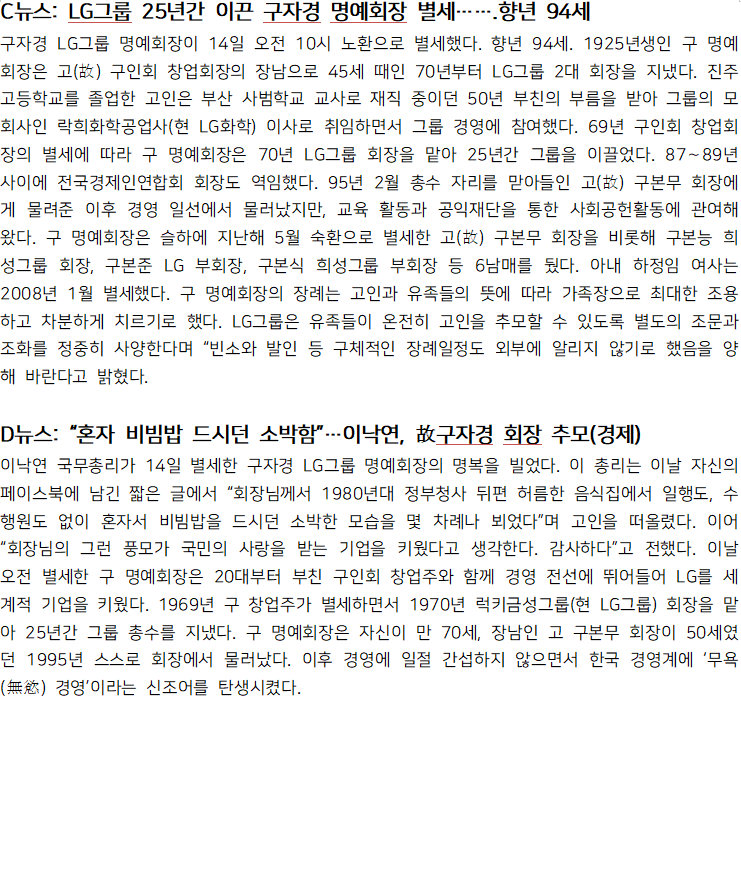 C뉴스: LG그룹 25년간 이끈 구자경 명예회장 별세…….향년 94세
구자경 LG그룹 명예회장이 14일 오전 10시 노환으로 별세했다. 향년 94세. 1925년생인 구 명예
회장은 고(故) 구인회 창업회장의 장남으로 45세 때인 70년부터 LG그룹 2대 회장을 지냈다. 진주
고등학교를 졸업한 고인은 부산 사범학교 교사로 재직 중이던 50년 부친의 부름을 받아 그룹의 모
회사인 락희화학공업사(현 LG화학) 이사로 취임하면서 그룹 경영에 참여했다. 69년 구인회 창업회
장의 별세에 따라 구 명예회장은 70년 LG그룹 회장을 맡아 25년간 그룹을 이끌었다. 87~89년
사이에 전국경제인연합회 회장도 역임했다. 95년 2월 총수 자리를 맏아들인 고(故) 구본무 회장에
게 물려준 이후 경영 일선에서 물러났지만, 교육 활동과 공익재단을 통한 사회공헌활동에 관여해
왔다. 구 명예회장은 슬하에 지난해 5월 숙환으로 별세한 고(故) 구본무 회장을 비롯해 구본능 희
성그룹 회장, 구본준 LG 부회장, 구본식 희성그룹 부회장 등 6남매를 뒀다. 아내 하정임 여사는
2008년 1월 별세했다. 구 명예회장의 장례는 고인과 유족들의 뜻에 따라 가족장으로 최대한 조용
하고 차분하게 치르기로 했다. LG그룹은 유족들이 온전히 고인을 추모할 수 있도록 별도의 조문과
조화를 정중히 사양한다며 “빈소와 발인 등 구체적인 장례일정도 외부에 알리지 않기로 했음을 양
해 바란다고 밝혔다.
D뉴스: “혼자 비빔밥 드시던 소박함”…이낙연, 故구자경 회장 추모(경제)
이낙연 국무총리가 14일 별세한 구자경 LG그룹 명예회장의 명복을 빌었다. 이 총리는 이날 자신의
페이스북에 남긴 짧은 글에서 “회장님께서 1980년대 정부청사 뒤편 허름한 음식집에서 일행도, 수
행원도 없이 혼자서 비빔밥을 드시던 소박한 모습을 몇 차례나 뵈었다”며 고인을 떠올렸다. 이어
“회장님의 그런 풍모가 국민의 사랑을 받는 기업을 키웠다고 생각한다. 감사하다”고 전했다. 이날
오전 별세한 구 명예회장은 20대부터 부친 구인회 창업주와 함께 경영 전선에 뛰어들어 LG를 세
계적 기업을 키웠다. 1969년 구 창업주가 별세하면서 1970년 럭키금성그룹(현 LG그룹) 회장을 맡
아 25년간 그룹 총수를 지냈다. 구 명예회장은 자신이 만 70세, 장남인 고 구본무 회장이 50세였
던 1995년 스스로 회장에서 물러났다. 이후 경영에 일절 간섭하지 않으면서 한국 경영계에 ‘무욕
(無慾) 경영’이라는 신조어를 탄생시켰다.